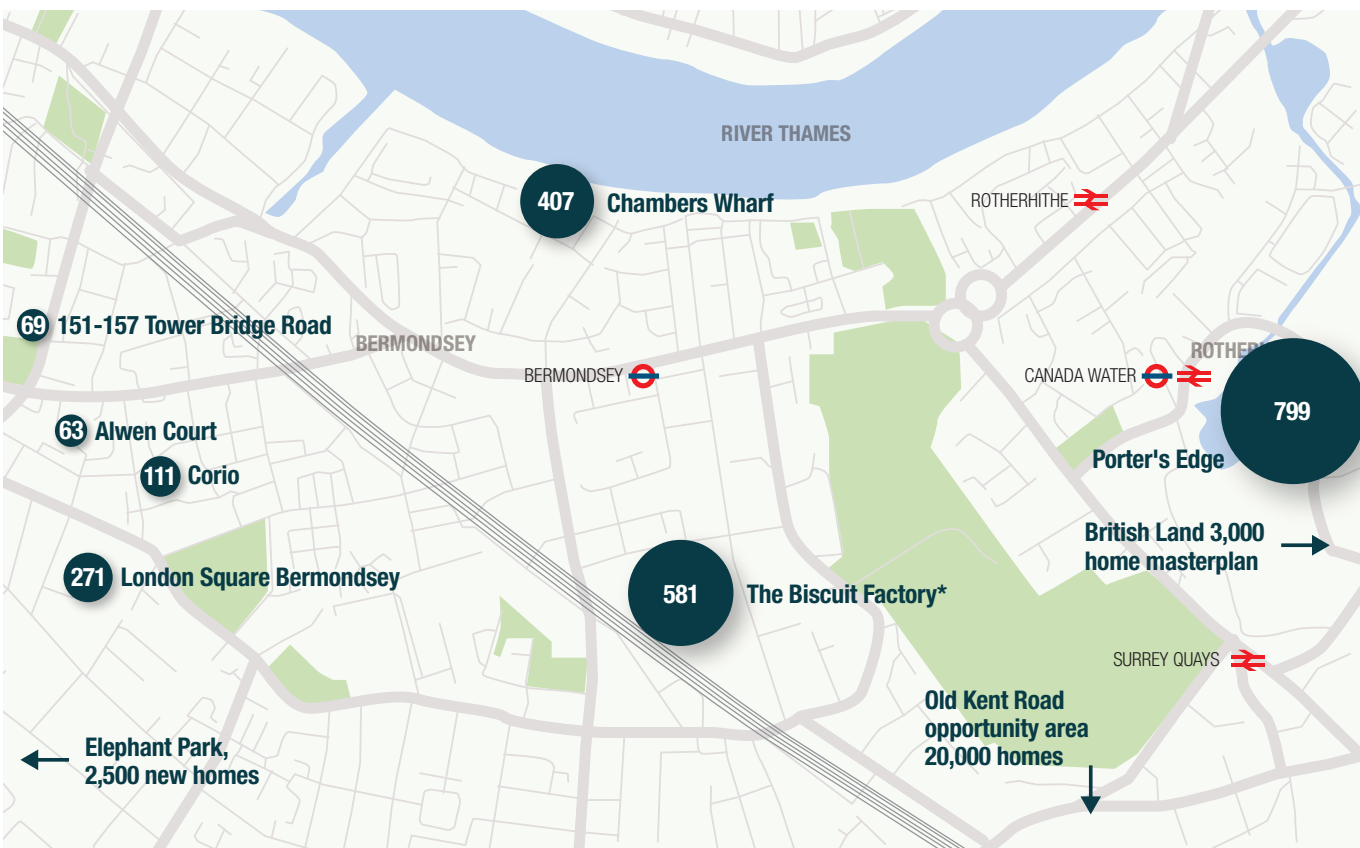 RIVER THAMES
407 Chambers Wharf
ROTHERHITHE
69 151-157 Tower Bridge Road
BERMONDSEY
BERMONDSEY
CANADA WATER
799
Porter's Edge
63 Alwen Court
111 Corio
British Land 3,000
home masterplan
271 London Square Bermondsey
581 The Biscuit Factory*
SURREY QUAYS
Old Kent Road
opportunity area
20,000 homes
Elephant Park,
2,500 new homes